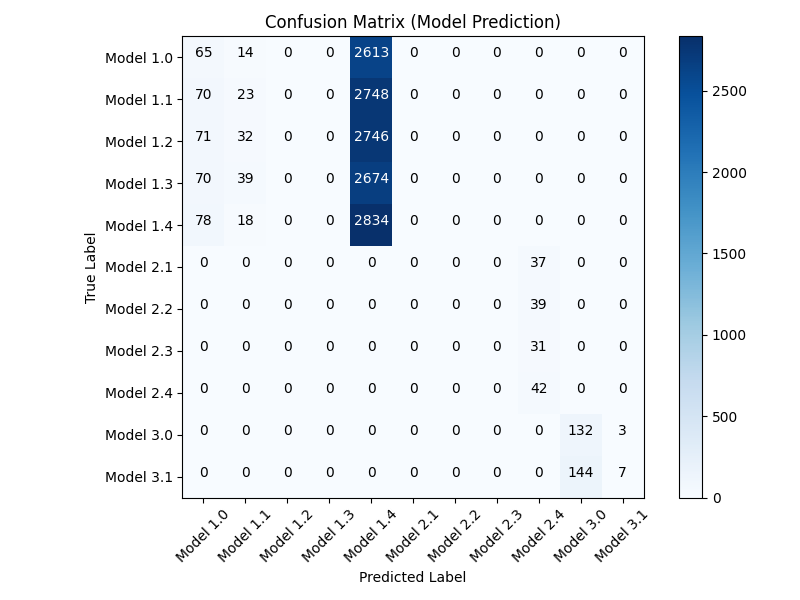 Confusion Matrix (Model Prediction)
Model 1.0 65 14 0 0 2613 0 0 0 0 0 0
Model 1.1 70 23 0 0 2748 0 0 0 0 0 0
Model 1.2 71 32 0 0 2746 0 0 0 0 0 0
Model 1.3 70 39 0 0 2674 0 0 0 0 0 0
Model 1.4 78 18 0 0 2834 0 0 0 0 0 0
Model 2.1 0 0 0 0 0 0 0 0 37 0 0
Model 2.2 0 0 0 0 0 0 0 0 39 0 0
Model 2.3 0 0 0 0 0 0 0 0 31 0 0
Model 2.4 0 0 0 0 0 0 0 0 42 0 0
Model 3.0 0 0 0 0 0 0 0 0 0 132 3
Model 3.1 0 0 0 0 0 0 0 0 0 144 7
True Label
Model 1.0 Model 1.1 Model 1.2 Model 1.3 Model 1.4 Model 2.1 Model 2.2 Model 2.3 Model 2.4 Model 3.0 Model 3.1
Predicted Label
2500
2000
1500
1000
500
0